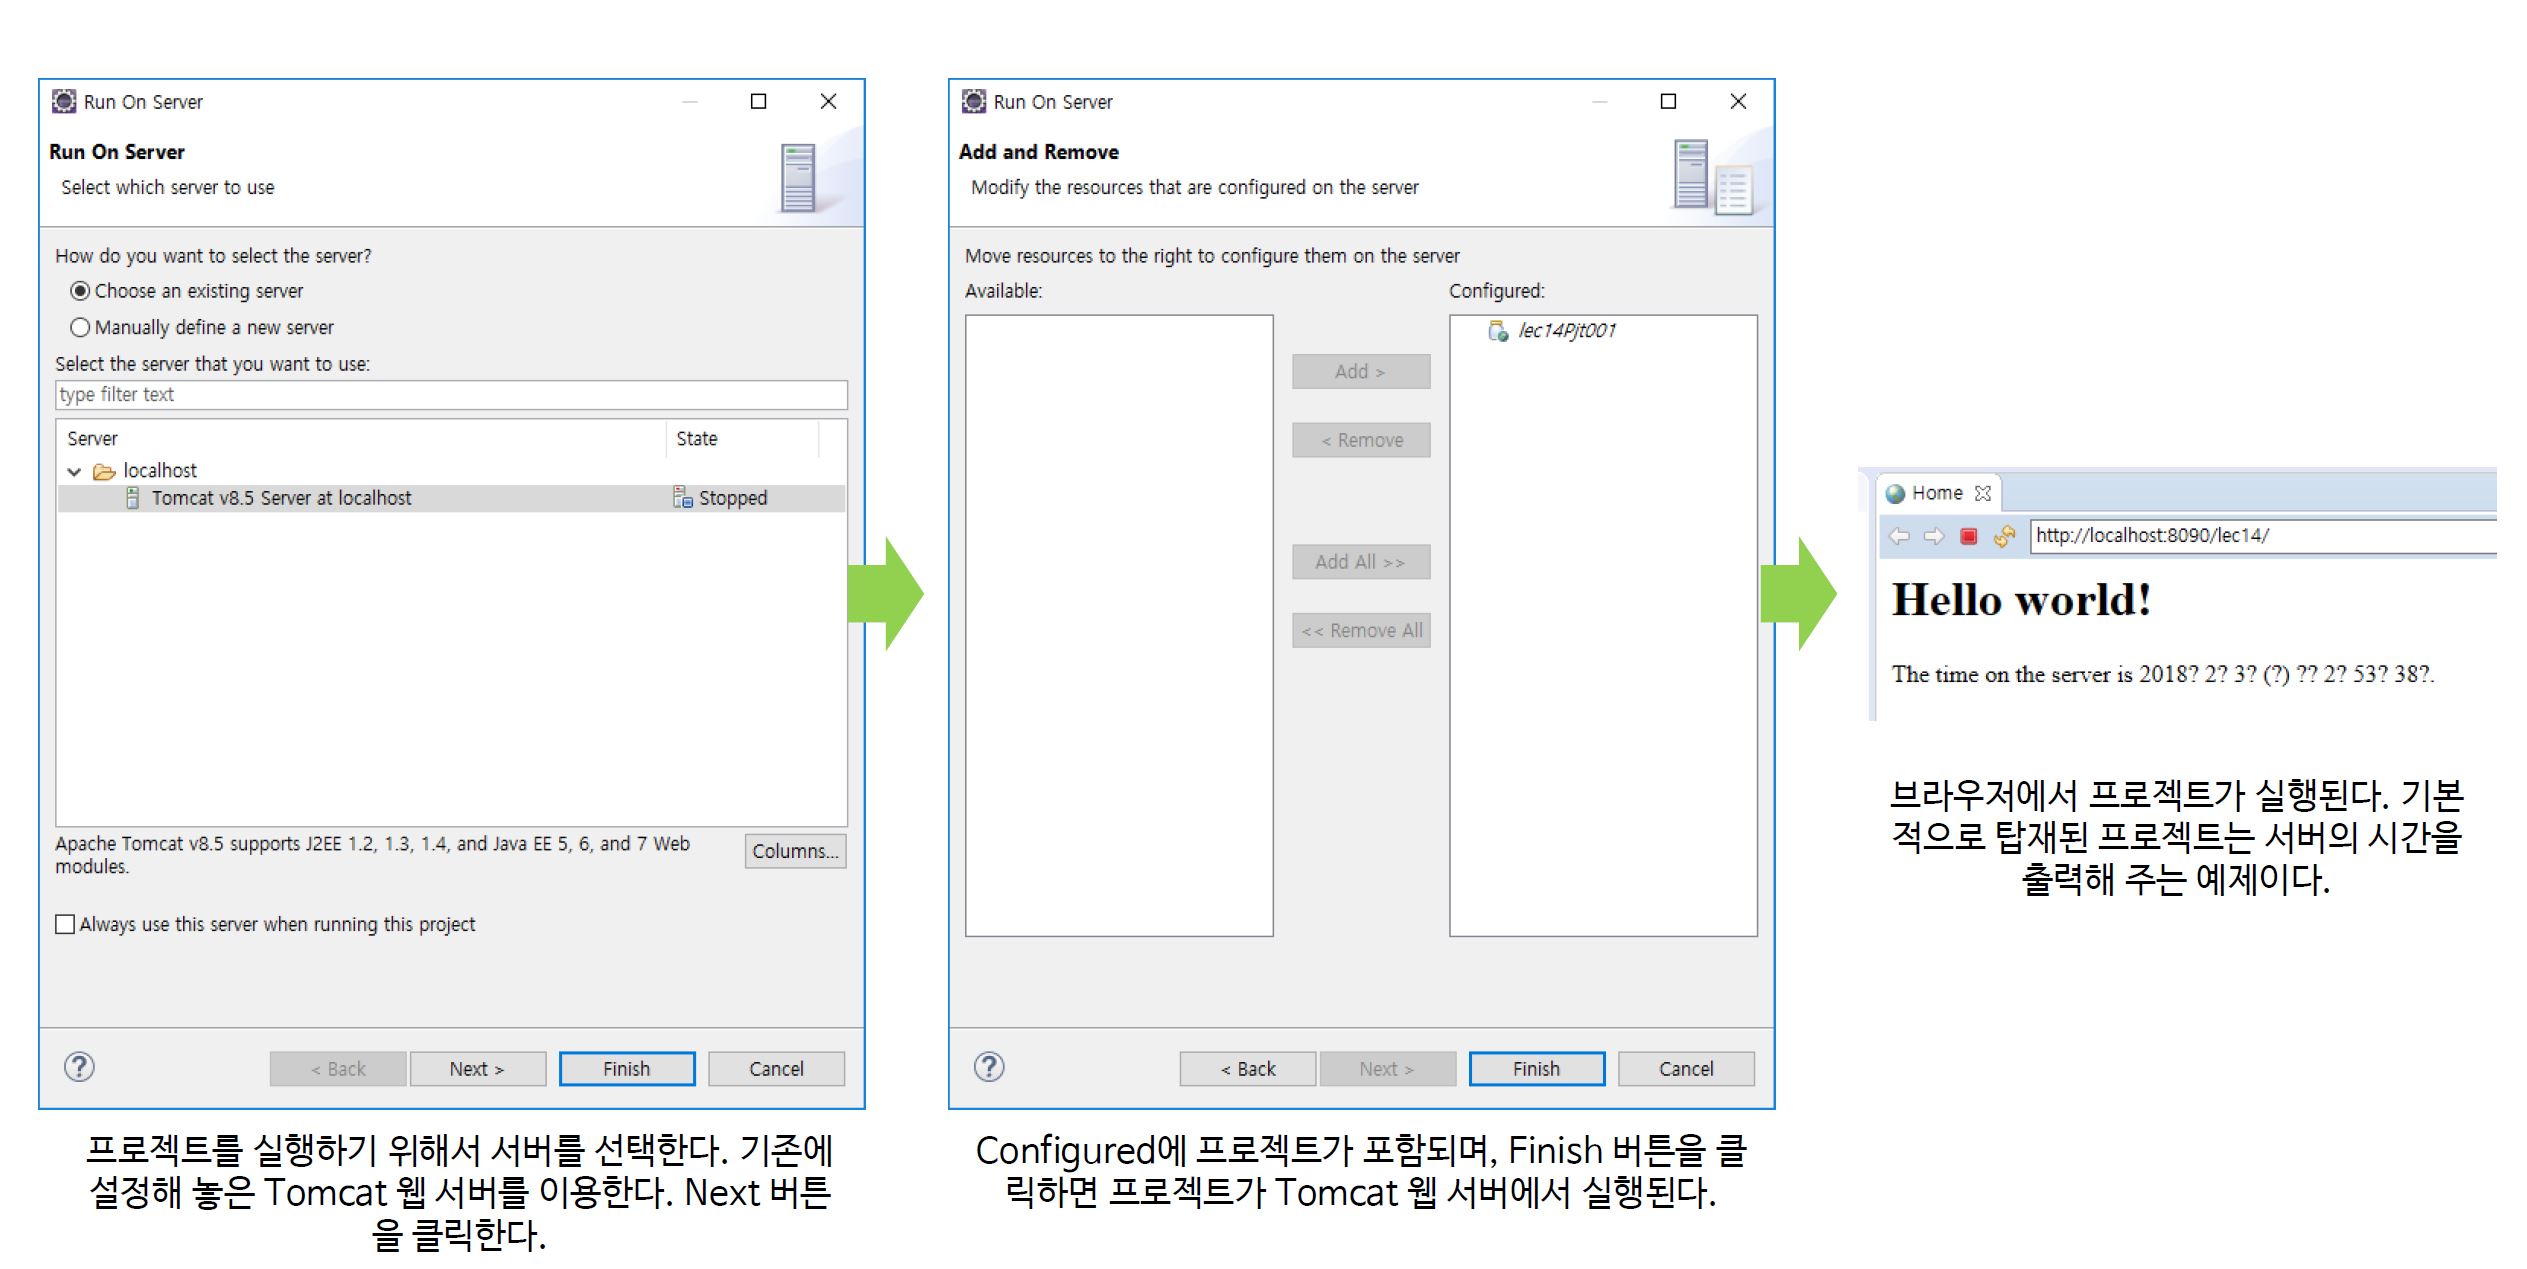 Run On Server
Run On Server
Select which server to use
How do you want to select the server?
Choose an existing server
Manually define a new server
Select the server that you want to use:
type filter text
Server State
localhost
Tomcat v8.5 Server at localhost Stopped
Apache Tomcat v8.5 supports J2EE 1.2, 1.3, 1.4, and Java EE 5, 6, and 7 Web
modules.
Columns...
Always use this server when running this project
?
< Back Next > Finish Cancel
프로젝트를 실행하기 위해서 서버를 선택한다. 기존에
설정해 놓은 Tomcat 웹 서버를 이용한다. Next 버튼
을 클릭한다.
Run On Server
Add and Remove
Modify the resources that are configured on the server
Move resources to the right to configure them on the server
Available: Configured:
lec14Pjt001
Add >
< Remove
Add All >>
<< Remove All
?
< Back Next > Finish Cancel
Configured에 프로젝트가 포함되며, Finish 버튼을 클
릭하면 프로젝트가 Tomcat 웹 서버에서 실행된다.
Home
http://localhost:8090/lec14/
Hello world!
The time on the server is 2018? 2? 3? (?) ?? 2? 53? 38?.
브라우저에서 프로젝트가 실행된다. 기본
적으로 탑재된 프로젝트는 서버의 시간을
출력해 주는 예제이다.